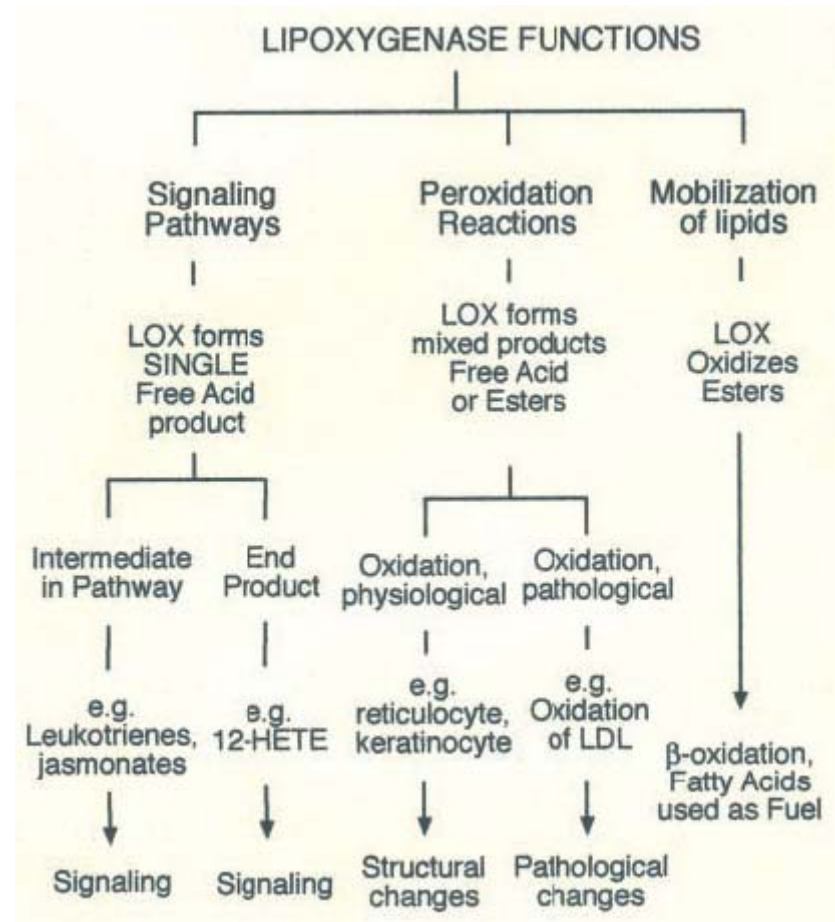 LIPOXYGENASE FUNCTIONS
Signaling
Pathways
Peroxidation
Reactions
Mobilization
of lipids
LOX forms
SINGLE
Free Acid
product
LOX forms
mixed products
Free Acid
or Esters
LOX
Oxidizes
Esters
Intermediate
in Pathway
End
Product
Oxidation,
physiological
Oxidation,
pathological
e.g.
Leukotrienes,
jasmonates
e.g.
12-HETE
e.g.
reticulocyte,
keratinocyte
e.g.
Oxidation
of LDL
β-oxidation,
Fatty Acids
used as Fuel
Signaling
Signaling
Structural
changes
Pathological
changes